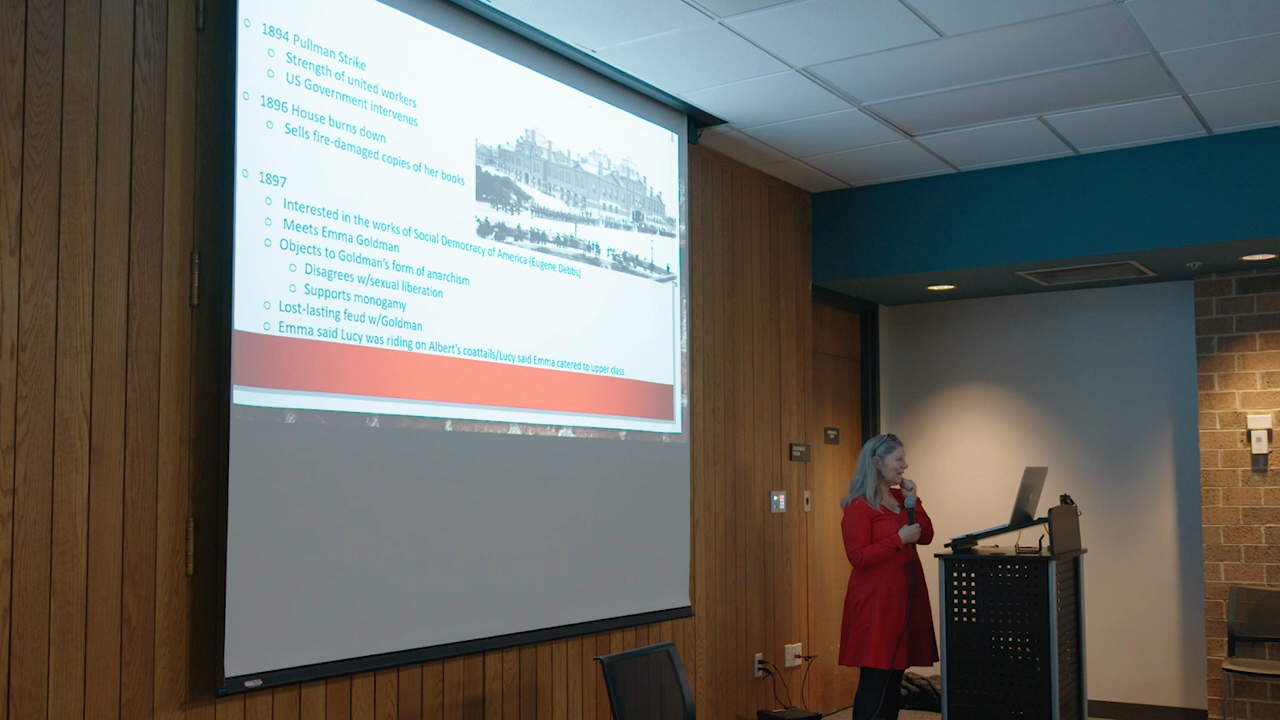 1894 Pullman Strike
Strength of united workers
US Government intervenes
1896 House burns down
Sells fire-damaged copies of her books
1897
Interested in the works of Social Democracy of America (Eugene Debbs)
Meets Emma Goldman
Objects to Goldman's form of anarchism
Disagrees w/sexual liberation
Supports monogamy
Lost-lasting feud w/Goldman
Emma said Lucy was riding on Albert's coattails/Lucy said Emma catered to upper class